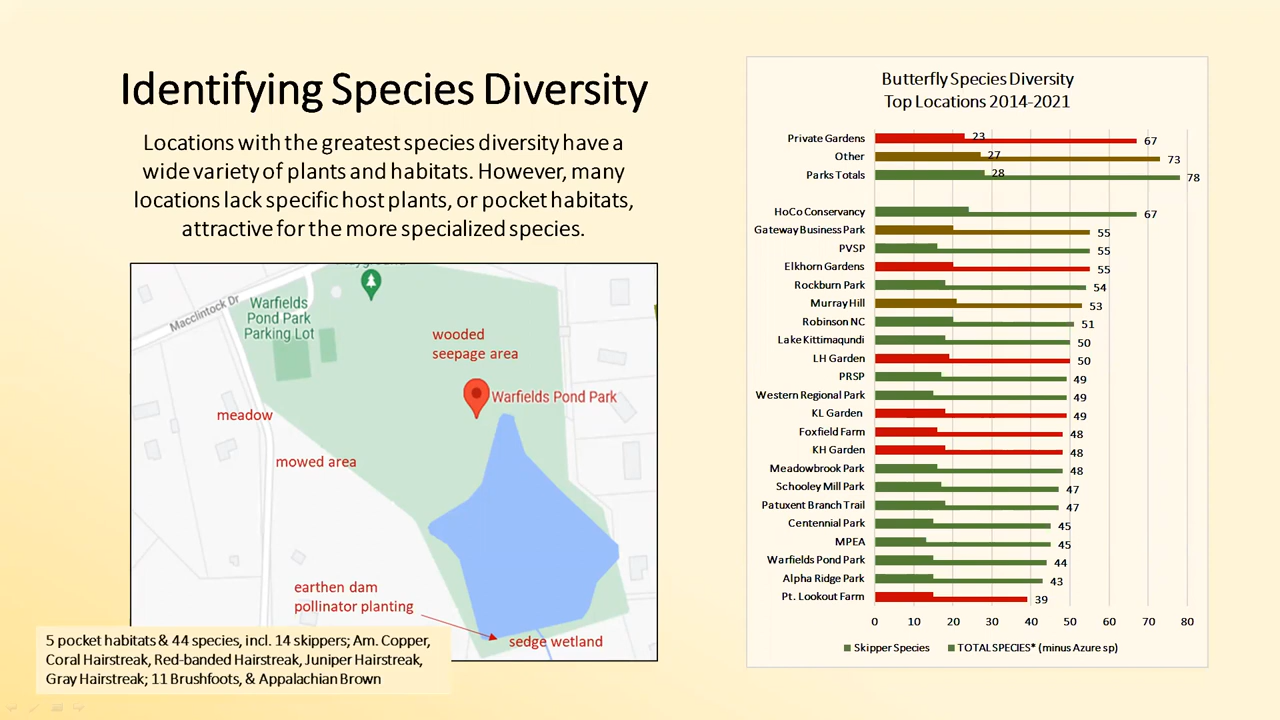 Identifying Species Diversity
Locations with the greatest species diversity have a
wide variety of plants and habitats. However, many
locations lack specific host plants, or pocket habitats,
attractive for the more specialized species.
Macclintock Dr
Warfields
Pond Park
Parking Lot
wooded
seepage area
Warfields Pond Park
meadow
mowed area
earthen dam
pollinator planting
sedge wetland
5 pocket habitats & 44 species, incl. 14 skippers; Am. Copper,
Coral Hairstreak, Red-banded Hairstreak, Juniper Hairstreak,
Gray Hairstreak; 11 Brushfoots, & Appalachian Brown
Butterfly Species Diversity
Top Locations 2014-2021
Private Gardens 23 67
Other 27 73
Parks Totals 28 78
HoCo Conservancy 67
Gateway Business Park 55
PVSP 55
Elkhorn Gardens 55
Rockburn Park 54
Murray Hill 53
Robinson NC 51
Lake Kittimaqundi 50
LH Garden 50
PRSP 49
Western Regional Park 49
KL Garden 49
Foxfield Farm 48
KH Garden 48
Meadowbrook Park 48
Schooley Mill Park 47
Patuxent Branch Trail 47
Centennial Park 45
MPEA 45
Warfields Pond Park 44
Alpha Ridge Park 43
Pt. Lookout Farm 39
0 10 20 30 40 50 60 70 80
Skipper Species TOTAL SPECIES* (minus Azure sp)